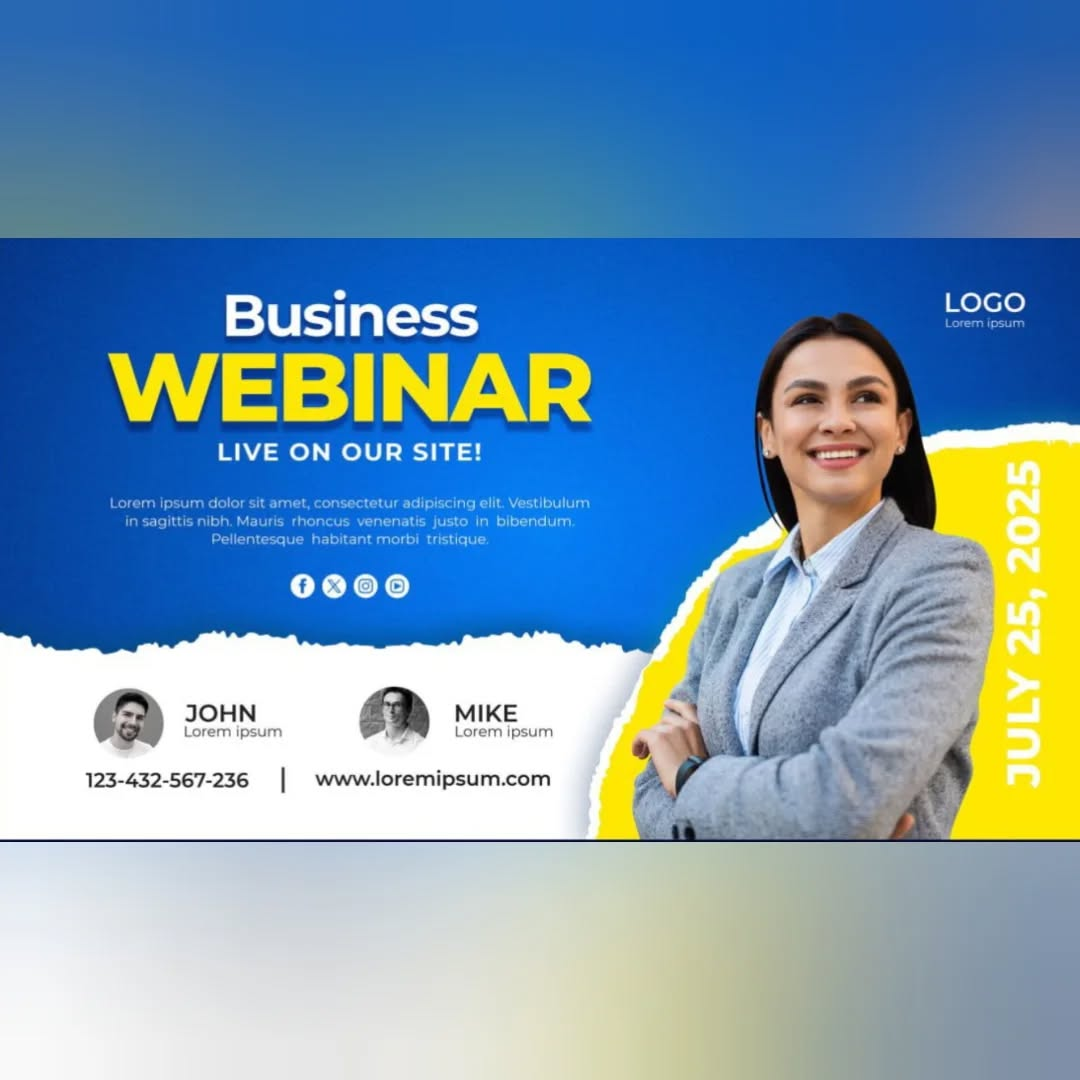 Business
WEBINAR
LIVE ON OUR SITE!
Lorem ipsum dolor sit amet, consectetur adipiscing elit. Vestibulum
in sagittis nibh. Mauris rhoncus venenatis justo in bibendum.
Pellentesque habitant morbi tristique.
LOGO
Lorem ipsum
JULY 25, 2025
JOHN
Lorem ipsum
MIKE
Lorem ipsum
123-432-567-236 | www.loremipsum.com